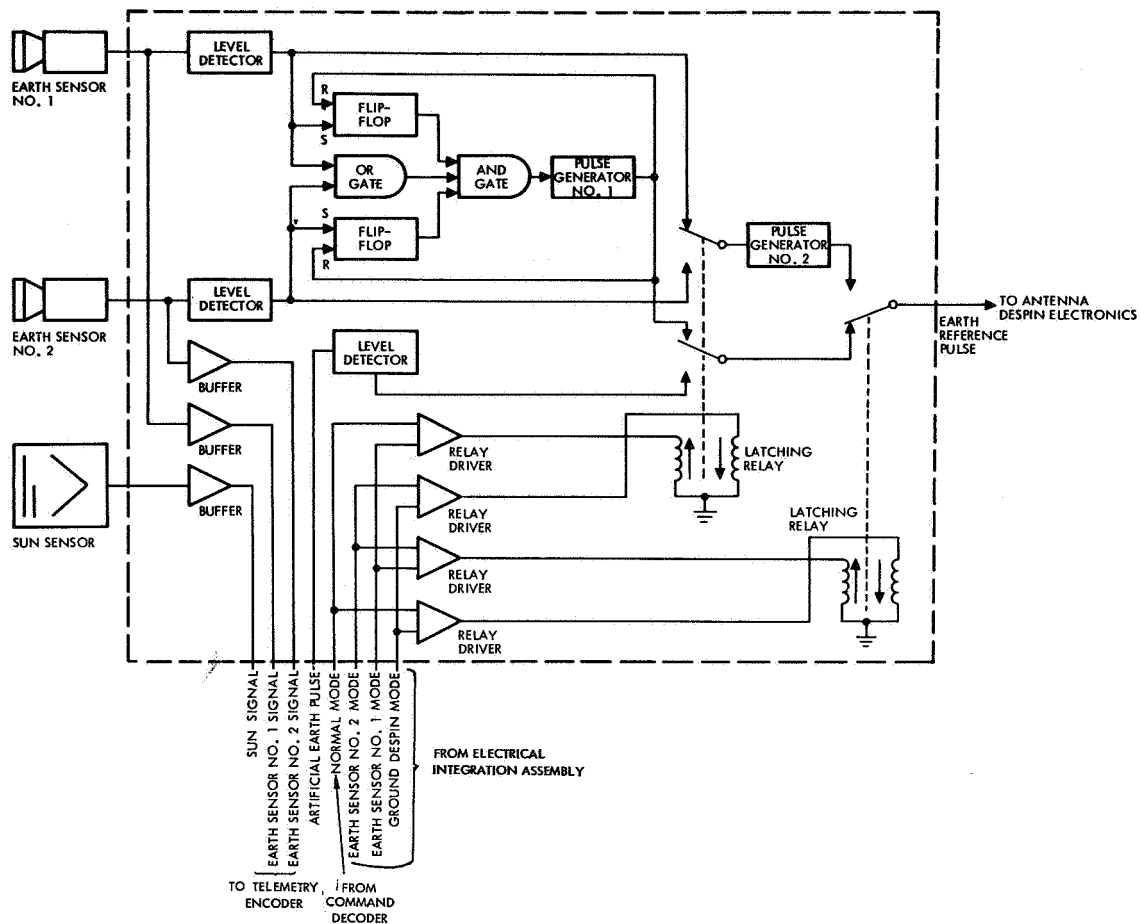 EARTH SENSOR
NO. 1
LEVEL
DETECTOR
R
FLIP-
FLOP
S
OR
GATE
AND
GATE
PULSE
GENERATOR
NO. 1
S
FLIP-
FLOP
R
PULSE
GENERATOR
NO. 2
EARTH SENSOR
NO. 2
LEVEL
DETECTOR
TO ANTENNA
DESPIN ELECTRONICS
EARTH
REFERENCE
PULSE
LEVEL
DETECTOR
BUFFER
BUFFER
BUFFER
SUN SENSOR
RELAY
DRIVER
RELAY
DRIVER
RELAY
DRIVER
RELAY
DRIVER
LATCHING
RELAY
LATCHING
RELAY
SUN SIGNAL
EARTH SENSOR NO. 1 SIGNAL
EARTH SENSOR NO. 2 SIGNAL
ARTIFICIAL EARTH PULSE
NORMAL MODE
EARTH SENSOR NO. 2 MODE
EARTH SENSOR NO. 1 MODE
GROUND DESPIN MODE
FROM ELECTRICAL
INTEGRATION ASSEMBLY
TO TELEMETRY
ENCODER
FROM
COMMAND
DECODER